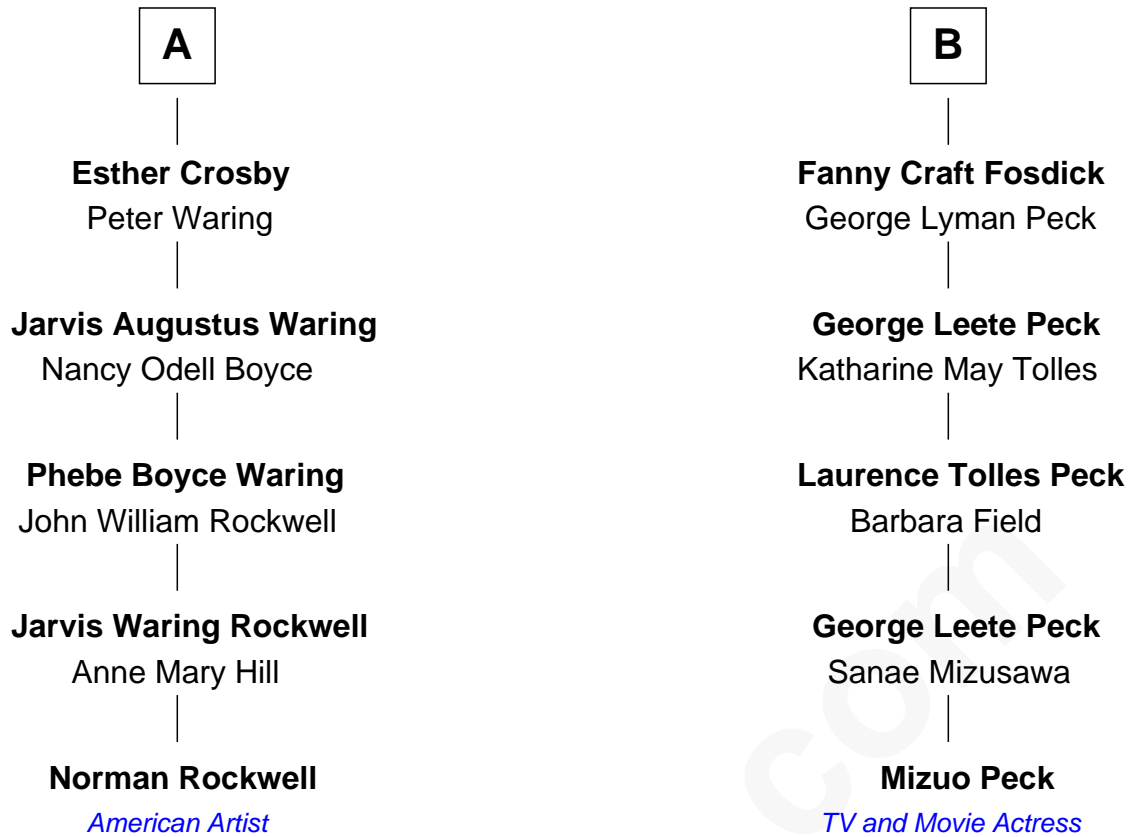 A
Esther Crosby
Peter Waring
Jarvis Augustus Waring
Nancy Odell Boyce
Phebe Boyce Waring
John William Rockwell
Jarvis Waring Rockwell
Anne Mary Hill
Norman Rockwell
American Artist
B
Fanny Craft Fosdick
George Lyman Peck
George Leete Peck
Katharine May Tolles
Laurence Tolles Peck
Barbara Field
George Leete Peck
Sanae Mizusawa
Mizuo Peck
TV and Movie Actress
com